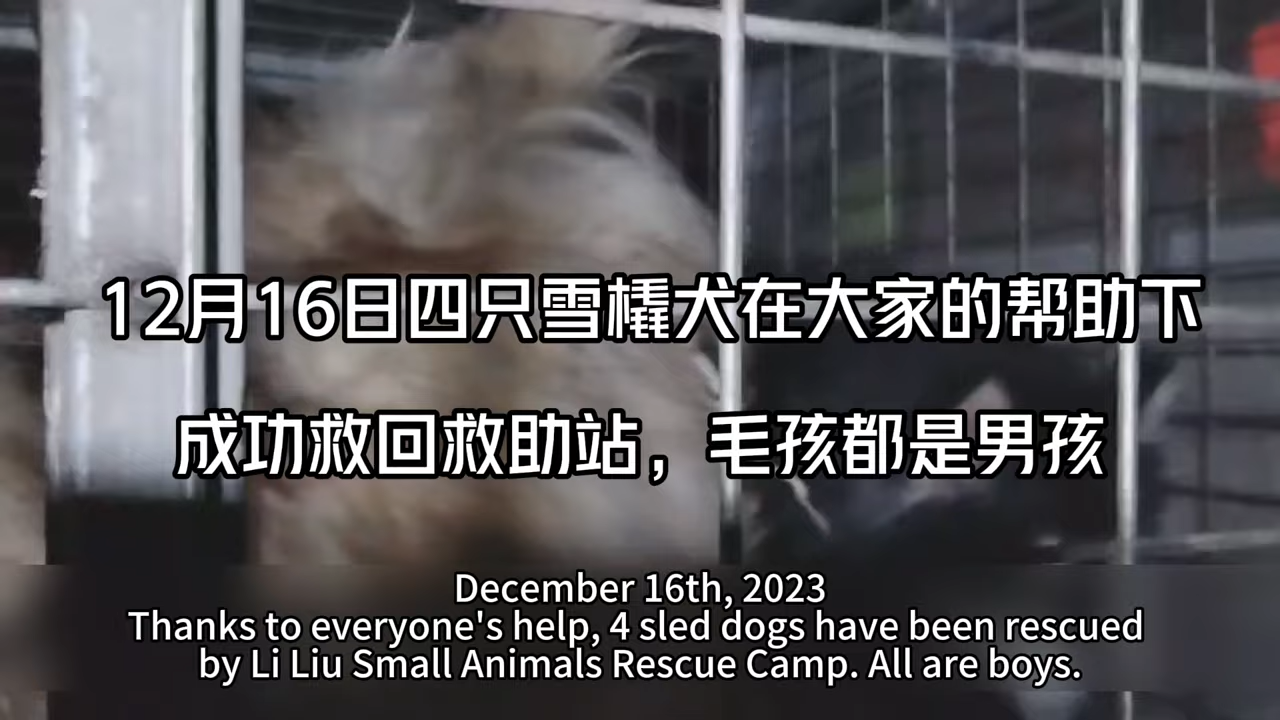 12月16日四只雪橇犬在大家的帮助下
成功救回救助站，毛孩都是男孩
December 16th, 2023
Thanks to everyone's help, 4 sled dogs have been rescued
by Li Liu Small Animals Rescue Camp. All are boys.